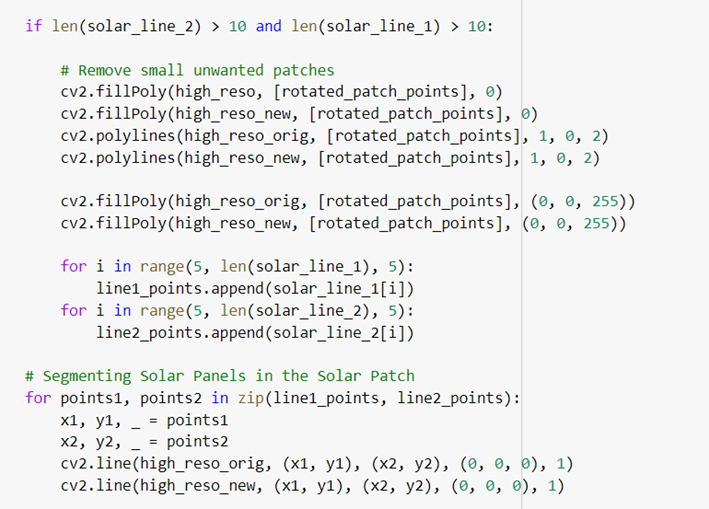 if len(solar_line_2) > 10 and len(solar_line_1) > 10:
# Remove small unwanted patches
cv2.fillPoly(high_reso, [rotated_patch_points], 0)
cv2.fillPoly(high_reso_new, [rotated_patch_points], 0)
cv2.polylines(high_reso_orig, [rotated_patch_points], 1, 0, 2)
cv2.polylines(high_reso_new, [rotated_patch_points], 1, 0, 2)
cv2.fillPoly(high_reso_orig, [rotated_patch_points], (0, 0, 255))
cv2.fillPoly(high_reso_new, [rotated_patch_points], (0, 0, 255))
for i in range(5, len(solar_line_1), 5):
line1_points.append(solar_line_1[i])
for i in range(5, len(solar_line_2), 5):
line2_points.append(solar_line_2[i])
# Segmenting Solar Panels in the Solar Patch
for points1, points2 in zip(line1_points, line2_points):
x1, y1, _ = points1
x2, y2, _ = points2
cv2.line(high_reso_orig, (x1, y1), (x2, y2), (0, 0, 0), 1)
cv2.line(high_reso_new, (x1, y1), (x2, y2), (0, 0, 0), 1)